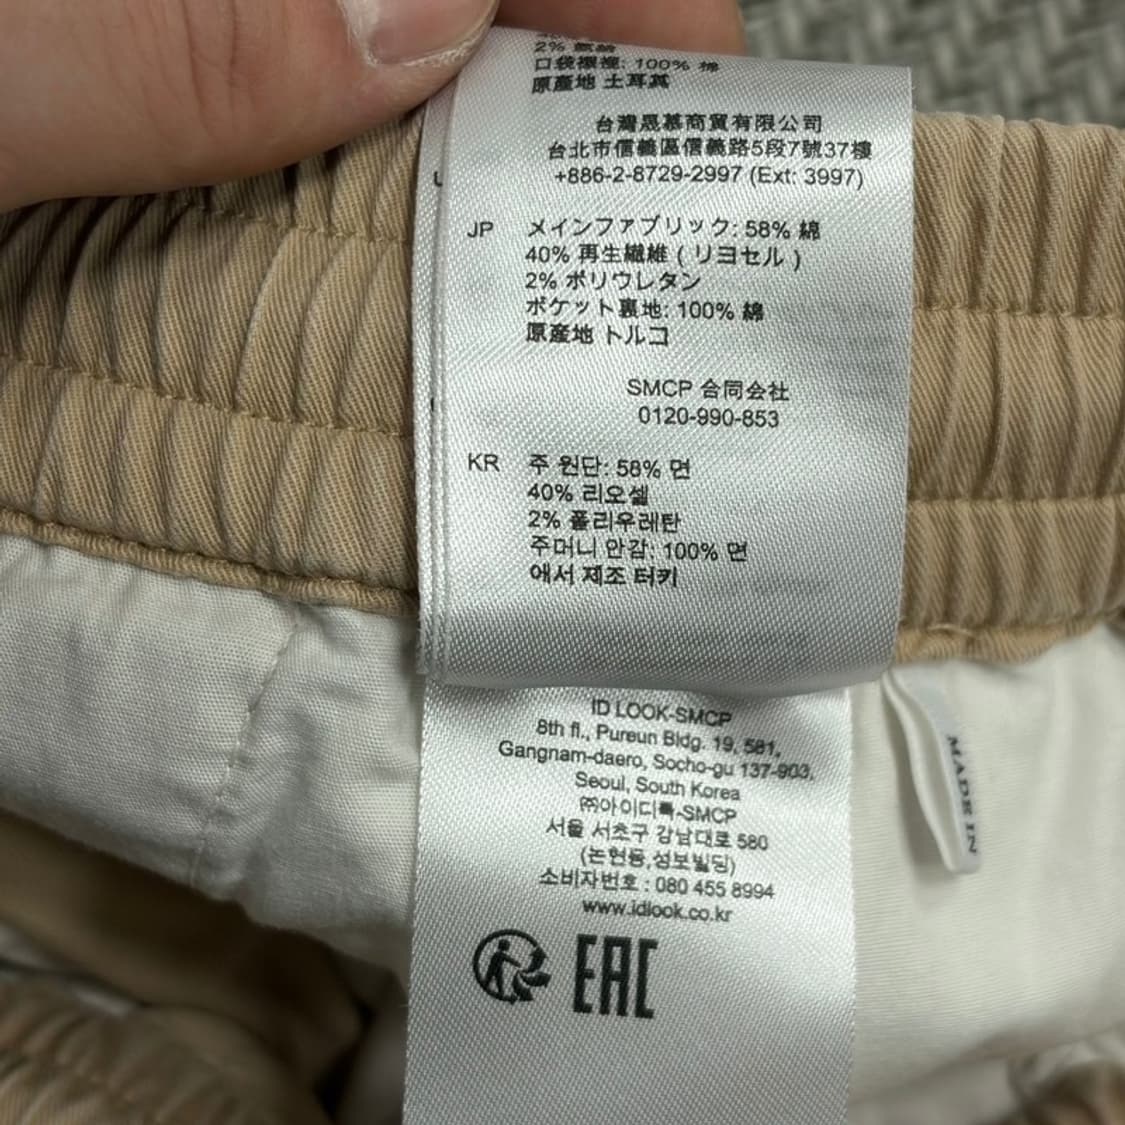 2%
口袋襯裡: 100% 棉
原產地 土耳其
台灣晟慕商貿有限公司
台北市信義區信義路5段7號37樓
+886-2-8729-2997 (Ext: 3997)
JP メインファブリック: 58% 綿
40% 再生繊維 ( リヨセル )
2% ポリウレタン
ポケット裏地: 100% 綿
原産地 トルコ
SMCP 合同会社
0120-990-853
KR 주 원단: 58% 면
40% 리오셀
2% 폴리우레탄
주머니 안감: 100% 면
에서 제조 터키
ID LOOK-SMCP
8th fl., Pureun Bldg. 19, 581,
Gangnam-daero, Socho-gu 137-903,
Seoul, South Korea
㈜아이디룩-SMCP
서울 서초구 강남대로 580
(논현동,성보빌딩)
소비자번호 : 080 455 8994
www.idlook.co.kr
EAC
MADE IN